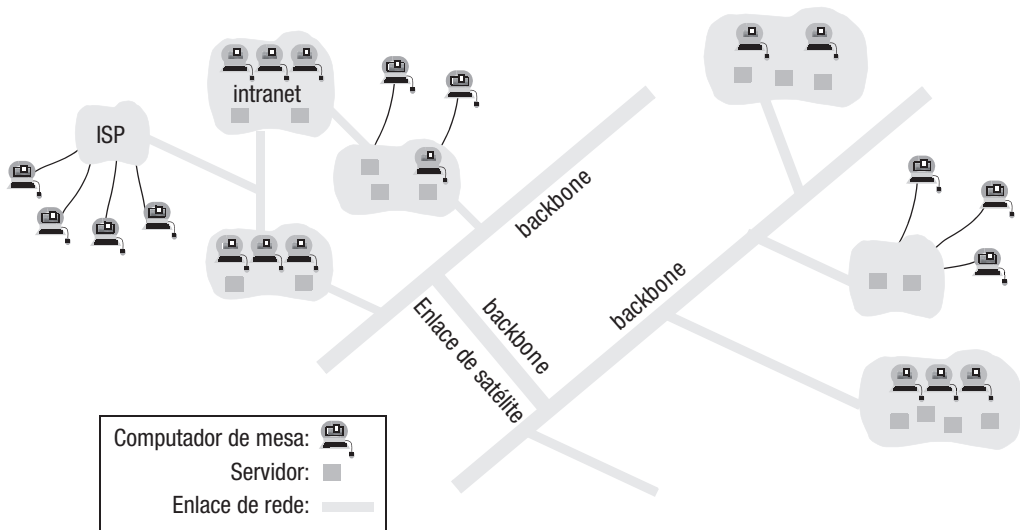 intranet
ISP
backbone
backbone
Enlace de satélite
backbone
Computador de mesa:
Servidor:
Enlace de rede: